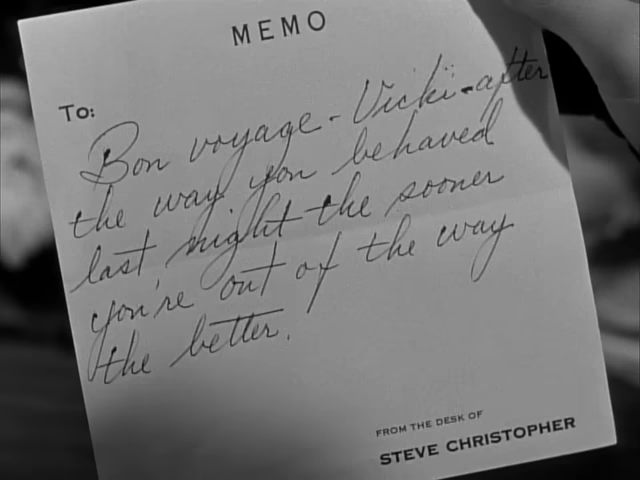 MEMO
To:
Bon voyage - Vicki - after
the way you behaved
last night the sooner
you're out of the way
the better.
FROM THE DESK OF
STEVE CHRISTOPHER